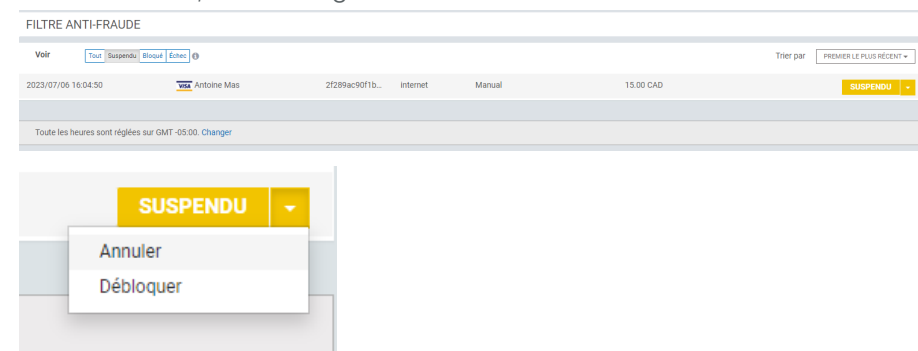 FILTRE ANTI-FRAUDE
Voir Tout Suspendu Bloqué Échec Trier par PREMIER LE PLUS RÉCENT
2023/07/06 16:04:50 VISA Antoine Mas 2f289ac90f1b... internet Manual 15.00 CAD SUSPENDU
Toute les heures sont réglées sur GMT -05:00. Changer
SUSPENDU
Annuler
Débloquer